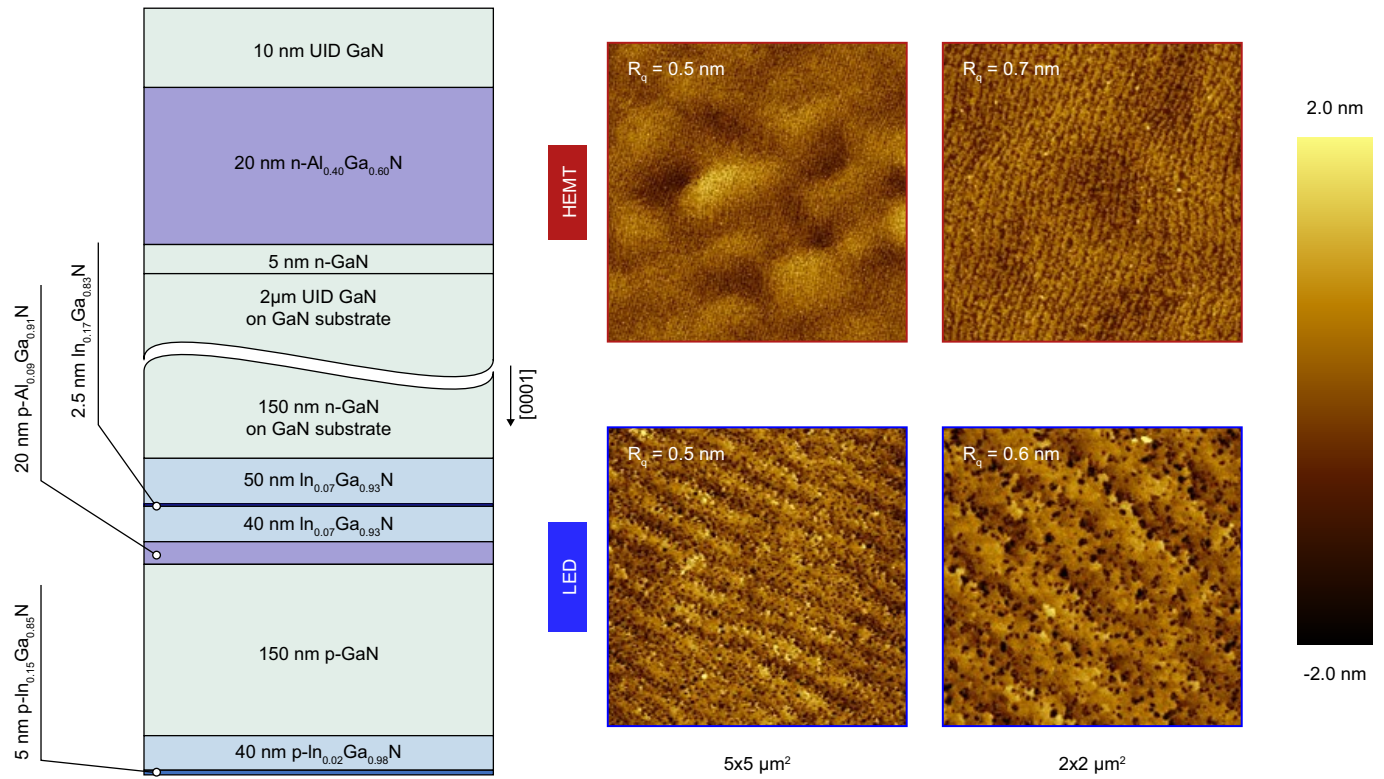 10 nm UID GaN
20 nm n-Al0.40Ga0.60N
5 nm n-GaN
2µm UID GaN
on GaN substrate
150 nm n-GaN
on GaN substrate
50 nm In0.07Ga0.93N
40 nm In0.07Ga0.93N
150 nm p-GaN
40 nm p-In0.02Ga0.98N
2.5 nm In0.17Ga0.83N
20 nm p-Al0.09Ga0.91N
5 nm p-In0.15Ga0.85N
[0001]
HEMT
Rq = 0.5 nm
Rq = 0.7 nm
LED
Rq = 0.5 nm
Rq = 0.6 nm
5x5 µm²
2x2 µm²
2.0 nm
-2.0 nm